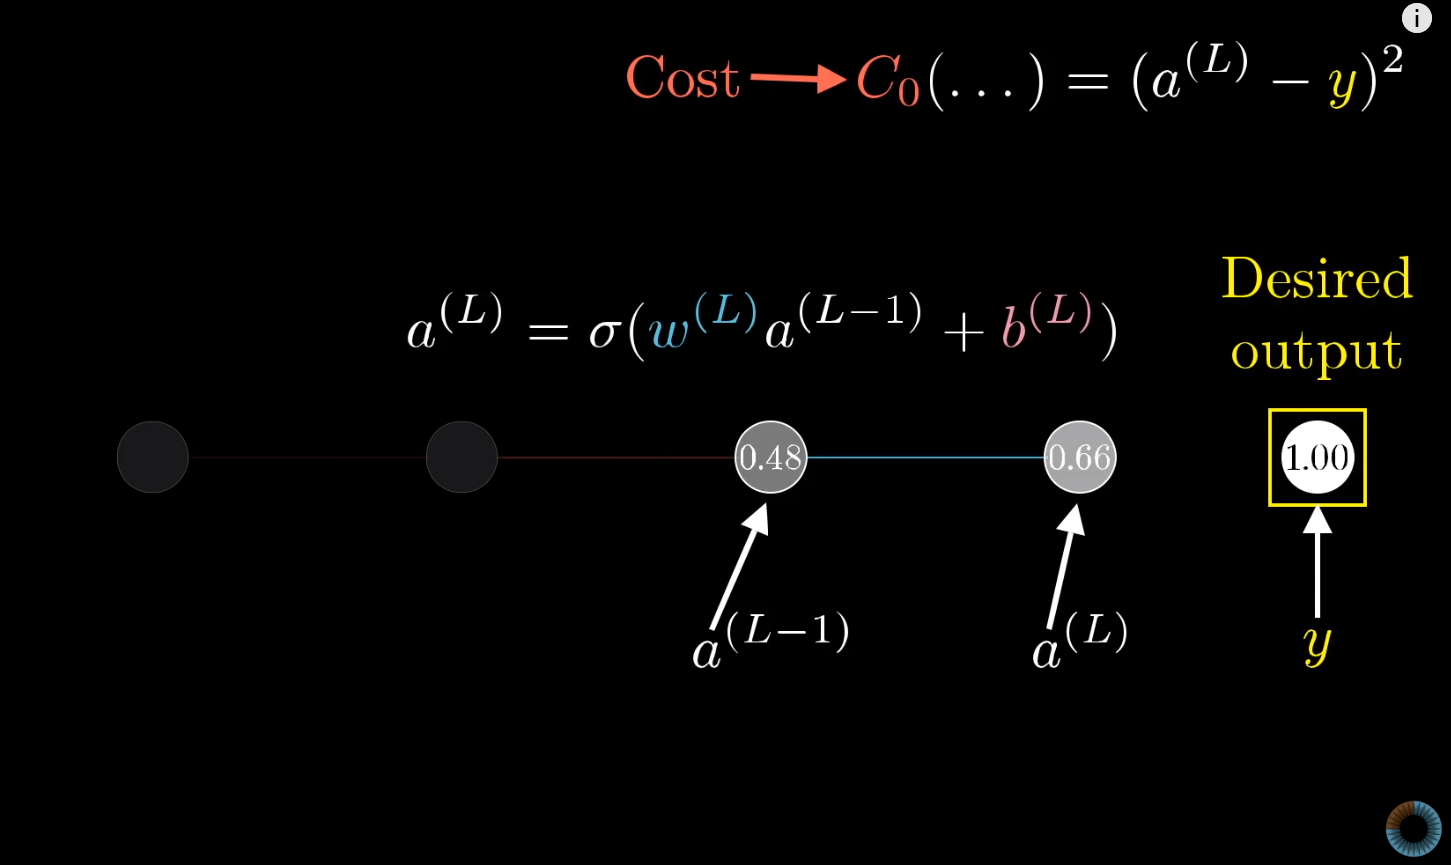 Cost → C₀(...) = (a⁽ᴸ⁾ − y)²
a⁽ᴸ⁾ = σ(w⁽ᴸ⁾a⁽ᴸ⁻¹⁾ + b⁽ᴸ⁾)
Desired
output
0.48 0.66 1.00
a⁽ᴸ⁻¹⁾ a⁽ᴸ⁾ y